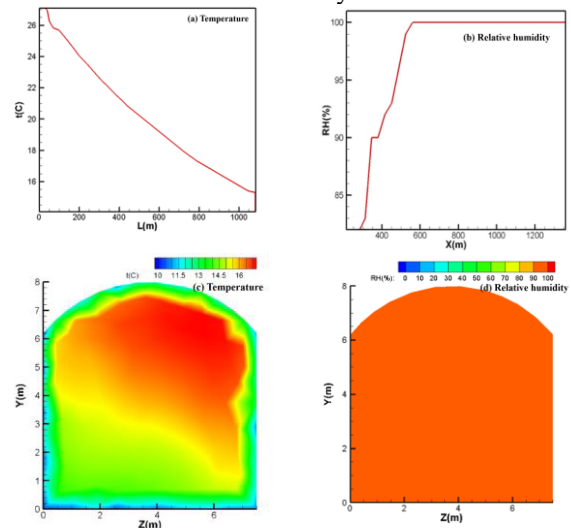 (a) Temperature
26
24
22
20
18
16
t(C)
0
200
400
600
800
1000
L(m)
(b) Relative humidity
100
95
90
85
RH(%)
400
600
800
1000
1200
X(m)
t(C):
10 11.5 13 14.5 16
(c) Temperature
8
7
6
5
4
3
2
1
0
Y(m)
0
2
4
6
Z(m)
RH(%): 0 10 20 30 40 50 60 70 80 90 100
(d) Relative humidity
8
6
4
2
0
Y(m)
0
2
4
6
Z(m)